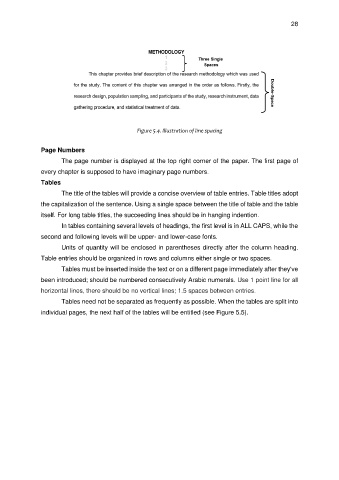 28
METHODOLOGY
Three Single
Spaces
This chapter provides brief description of the research methodology which was used
for the study. The content of this chapter was arranged in the order as follows. Firstly, the
research design, population sampling, and participants of the study, research instrument, data
gathering procedure, and statistical treatment of data.
Double-Space
Figure 5.4. Illustration of line spacing
Page Numbers
The page number is displayed at the top right corner of the paper. The first page of
every chapter is supposed to have imaginary page numbers.
Tables
The title of the tables will provide a concise overview of table entries. Table titles adopt
the capitalization of the sentence. Using a single space between the title of table and the table
itself. For long table titles, the succeeding lines should be in hanging indention.
In tables containing several levels of headings, the first level is in ALL CAPS, while the
second and following levels will be upper- and lower-case fonts.
Units of quantity will be enclosed in parentheses directly after the column heading.
Table entries should be organized in rows and columns either single or two spaces.
Tables must be inserted inside the text or on a different page immediately after they've
been introduced; should be numbered consecutively Arabic numerals. Use 1 point line for all
horizontal lines, there should be no vertical lines; 1.5 spaces between entries.
Tables need not be separated as frequently as possible. When the tables are split into
individual pages, the next half of the tables will be entitled (see Figure 5.5).